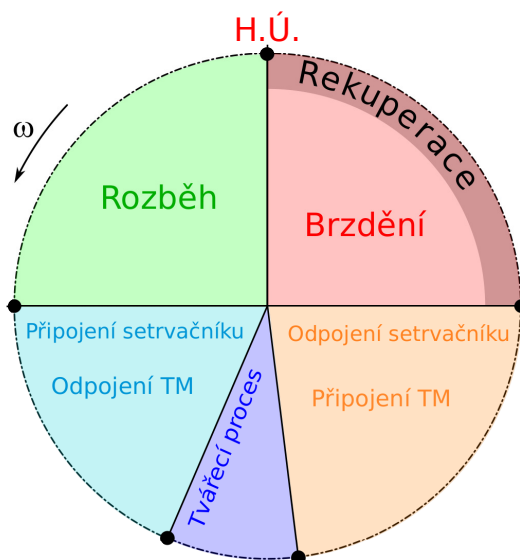 H.Ú.
Rekuperace
ω
Rozběh
Brzdění
Připojení setrvačníku
Odpojení setrvačníku
Odpojení TM
Připojení TM
Tvářecí proces